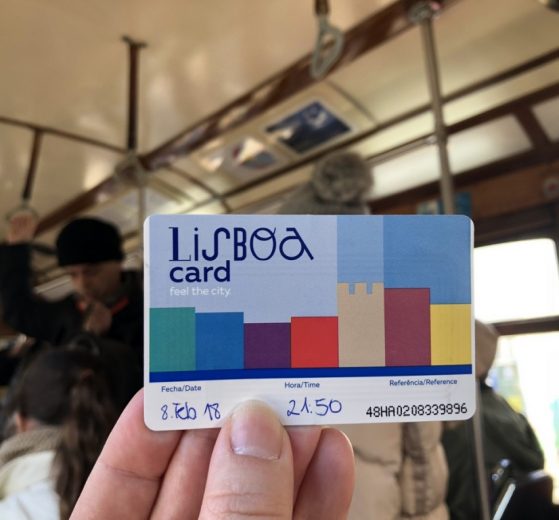 LiSBOa
card
feel the city.
Fecha/Date Hora/Time Referência/Reference
8. Feb 18 21.50 48HA0208339896